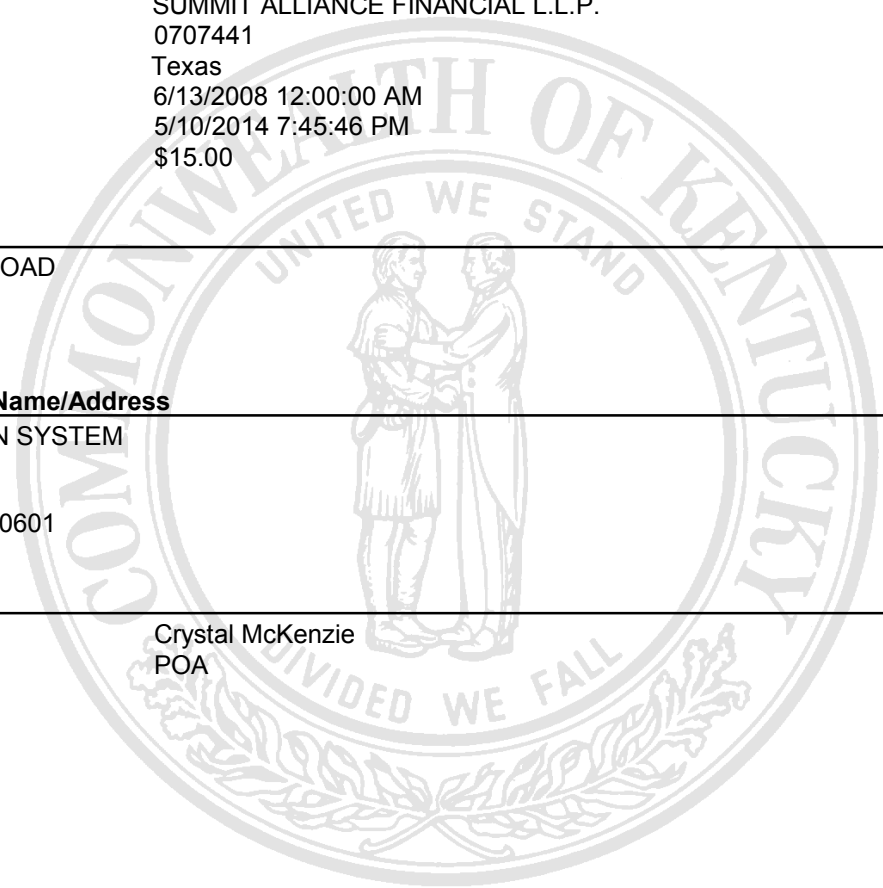 SUMMIT ALLIANCE FINANCIAL L.L.P.
0707441
Texas
6/13/2008 12:00:00 AM
5/10/2014 7:45:46 PM
$15.00
OAD
Name/Address
N SYSTEM
0601
Crystal McKenzie
POA
COMMONWEALTH OF KENTUCKY
UNITED WE STAND
DIVIDED WE FALL